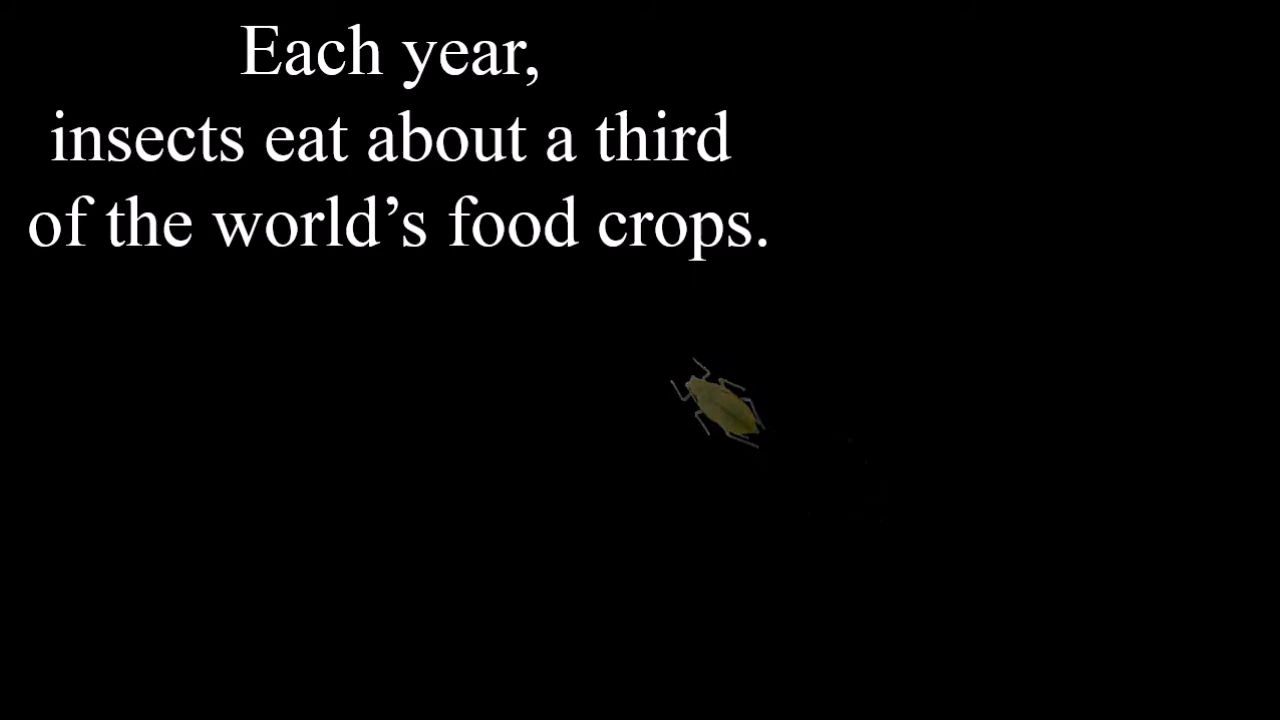 Each year,
insects eat about a third
of the world’s food crops.